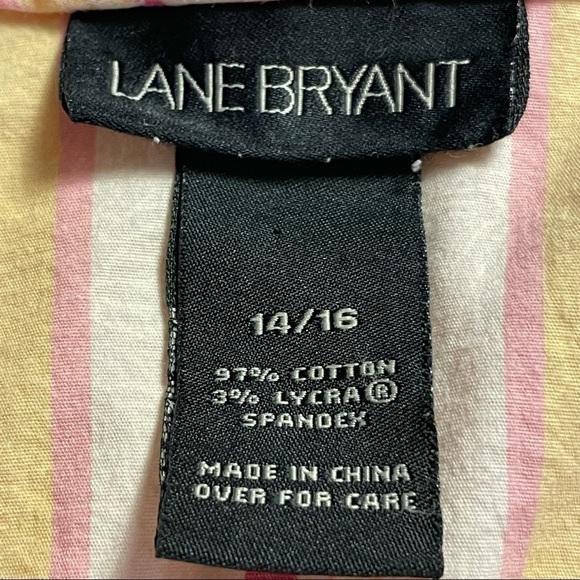 LANE BRYANT
14/16
97% COTTON
3% LYCRA®
SPANDEX
MADE IN CHINA
OVER FOR CARE